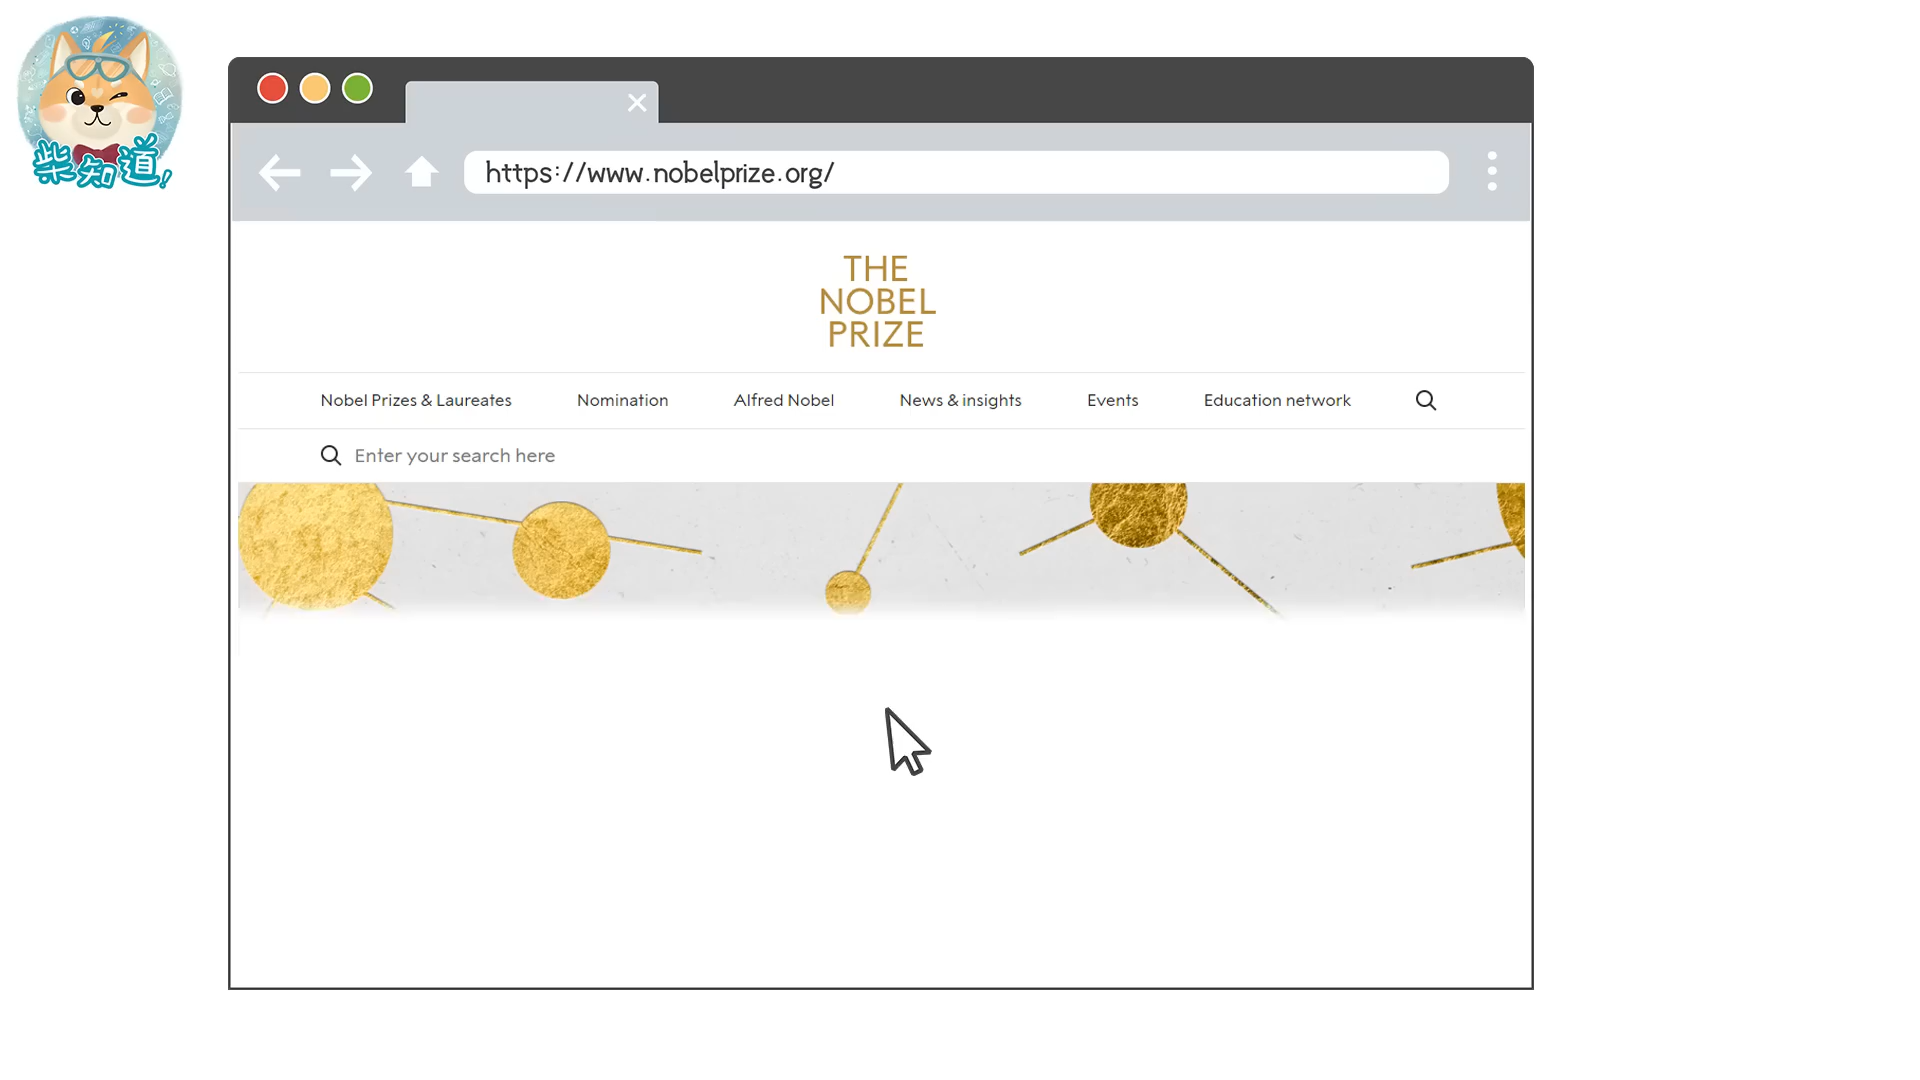 柴知道!
https://www.nobelprize.org/
THE
NOBEL
PRIZE
Nobel Prizes & Laureates Nomination Alfred Nobel News & insights Events Education network
Enter your search here